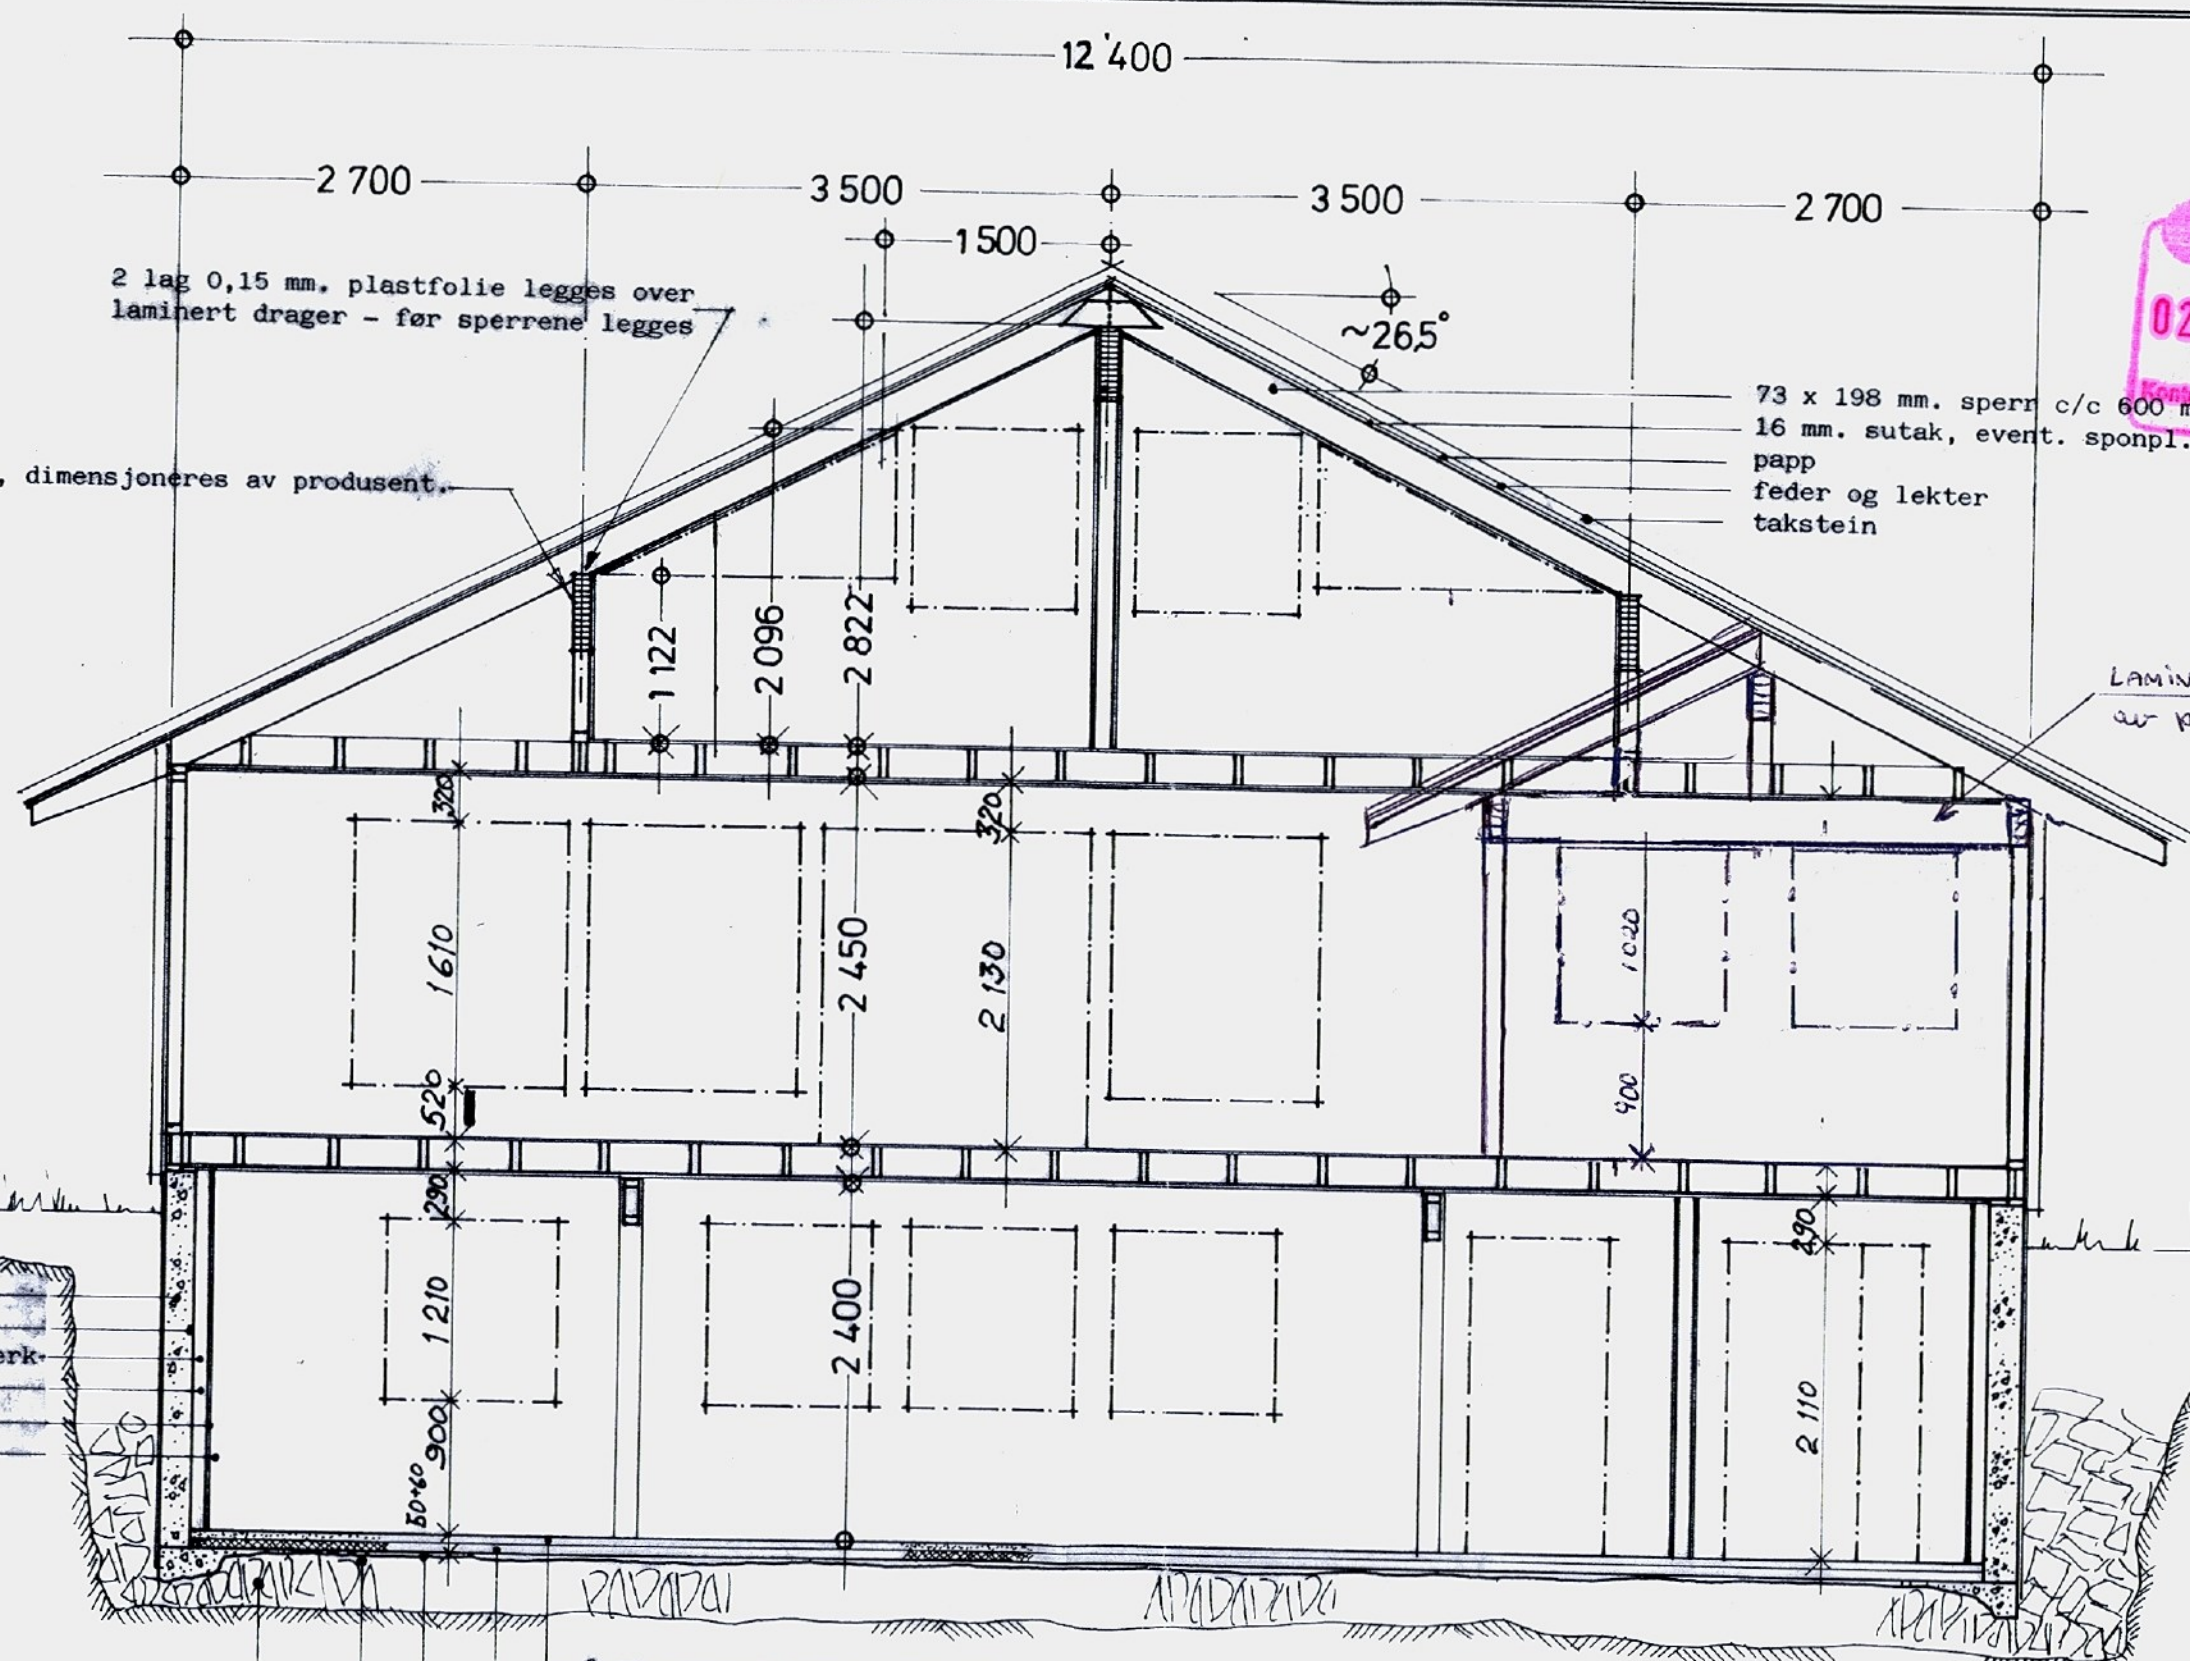 12 400
2 700
3 500
3 500
2 700
1 500
2 lag 0,15 mm. plastfolie legges over
laminert drager - før sperrene legges
~26,5°
02
73 x 198 mm. sperr c/c 600
16 mm. sutak, event. sponpl.
papp
feder og lekter
takstein
, dimensjoneres av produsent.
1 122
2 096
2 822
LAMIN
av p
320
320
1 610
2 450
2 130
1020
520
900
290
290
1 210
2 400
2 110
erk-
900
50+60